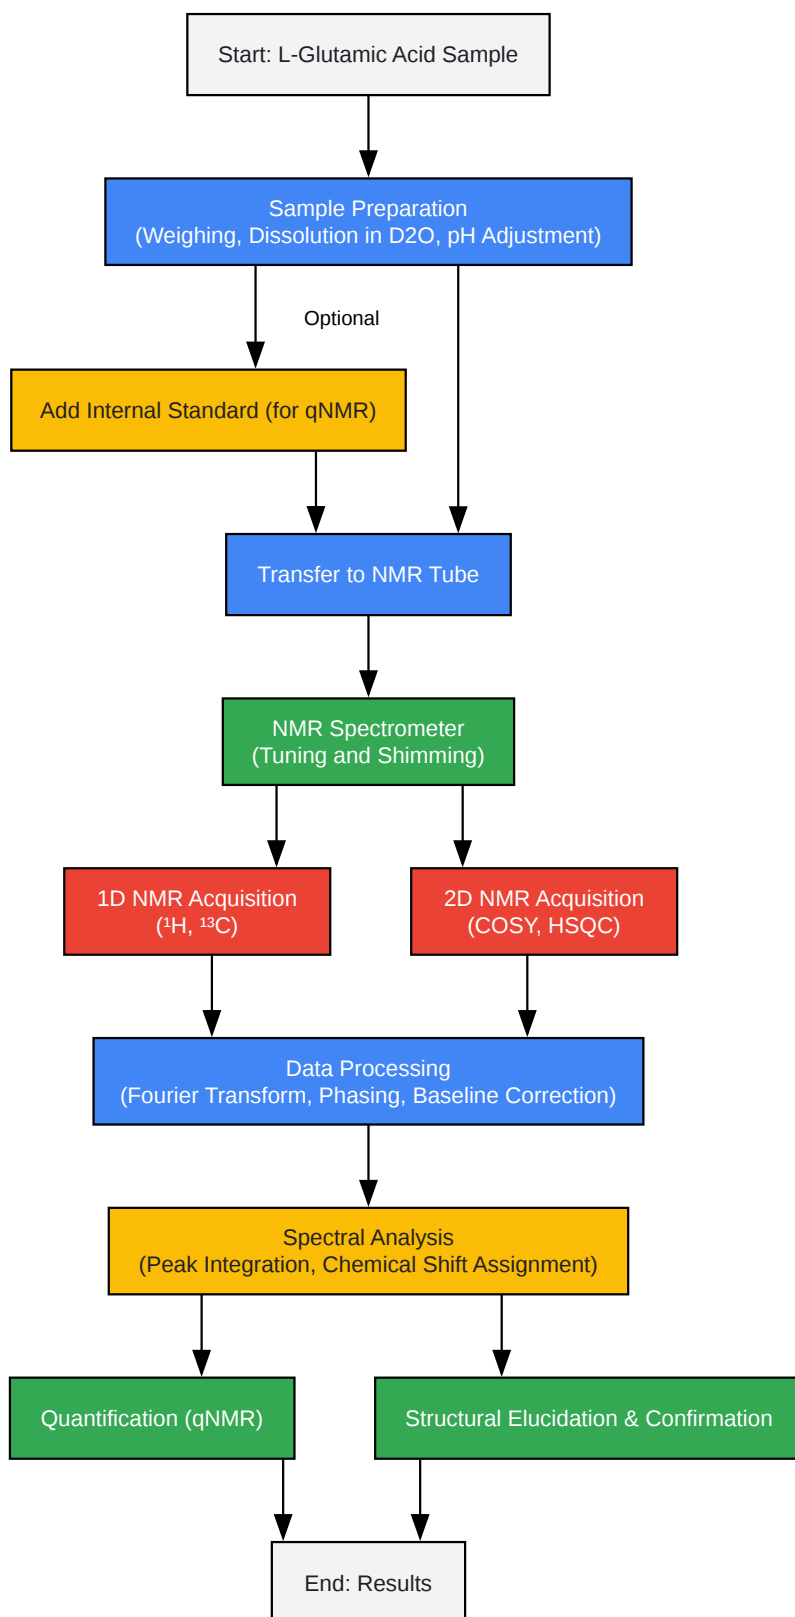 Start: L-Glutamic Acid Sample
Sample Preparation
(Weighing, Dissolution in D2O, pH Adjustment)
Optional
Add Internal Standard (for qNMR)
Transfer to NMR Tube
NMR Spectrometer
(Tuning and Shimming)
1D NMR Acquisition
(¹H, ¹³C)
2D NMR Acquisition
(COSY, HSQC)
Data Processing
(Fourier Transform, Phasing, Baseline Correction)
Spectral Analysis
(Peak Integration, Chemical Shift Assignment)
Quantification (qNMR)
Structural Elucidation & Confirmation
End: Results